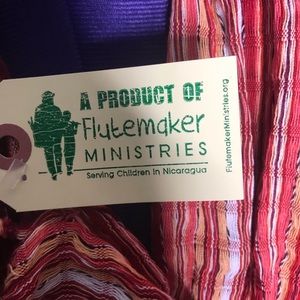 A PRODUCT OF
Flutemaker
MINISTRIES
Serving Children in Nicaragua
FlutemakerMinistries.org